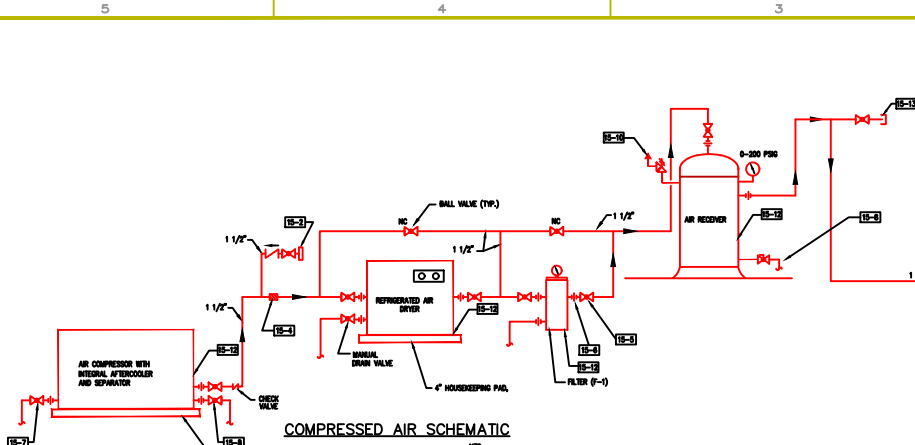 5
4
3
15-13
15-10
0-200 PSIG
BALL VALVE (TYP.)
15-2
NC
NC
1 1/2"
AIR RECEIVER
15-12
15-8
1 1/2"
1 1/2"
REFRIGERATED AIR
DRYER
1 1/2"
15-12
15-4
15-5
15-6
15-12
AIR COMPRESSOR WITH
INTEGRAL AFTERCOOLER
AND SEPARATOR
15-12
MANUAL
DRAIN VALVE
FILTER (F-1)
4" HOUSEKEEPING PAD,
CHECK
VALVE
COMPRESSED AIR SCHEMATIC
15-7
15-8
1